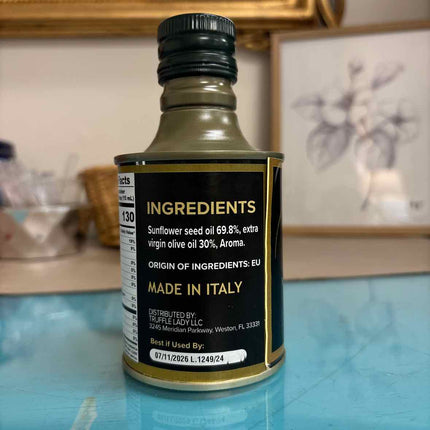 acts
130
INGREDIENTS
Sunflower seed oil 69.8%, extra
virgin olive oil 30%, Aroma.
ORIGIN OF INGREDIENTS: EU
MADE IN ITALY
DISTRIBUTED BY:
TRUFFLE LADY LLC
3245 Meridian Parkway, Weston, FL 33331
Best if Used By:
07/11/2026 L.1249/24